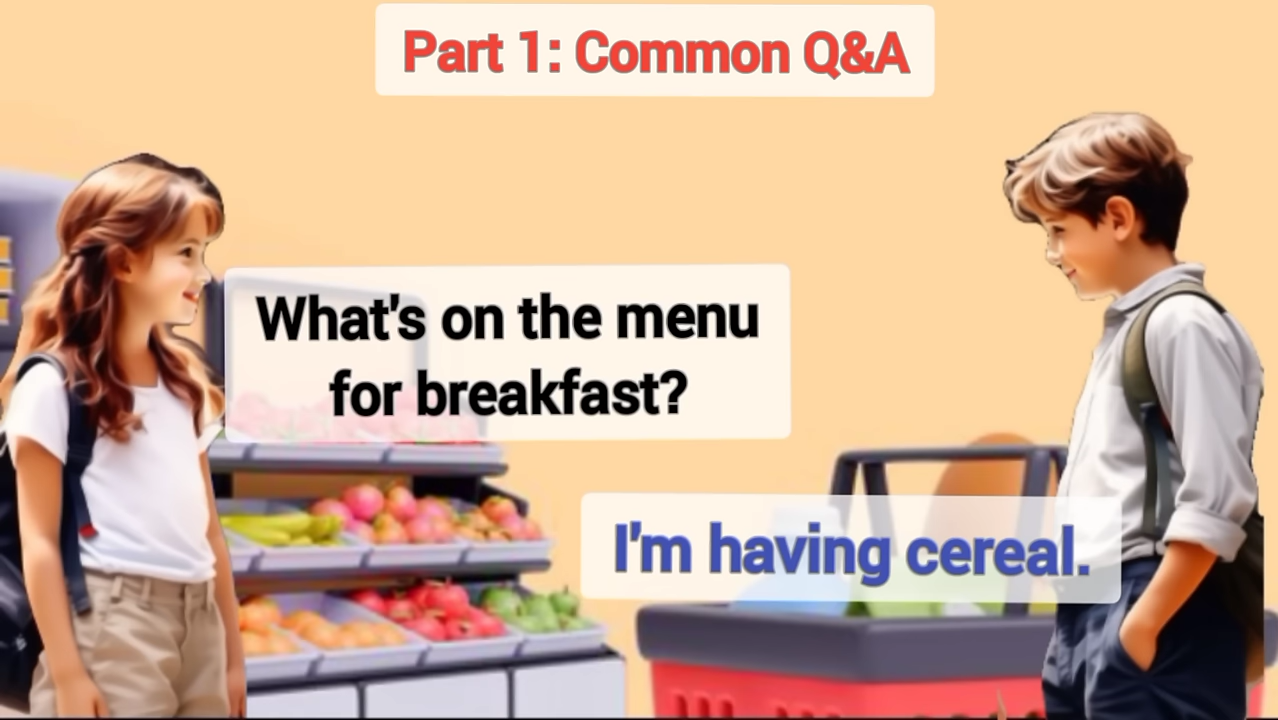 Part 1: Common Q&A
What's on the menu
for breakfast?
I'm having cereal.